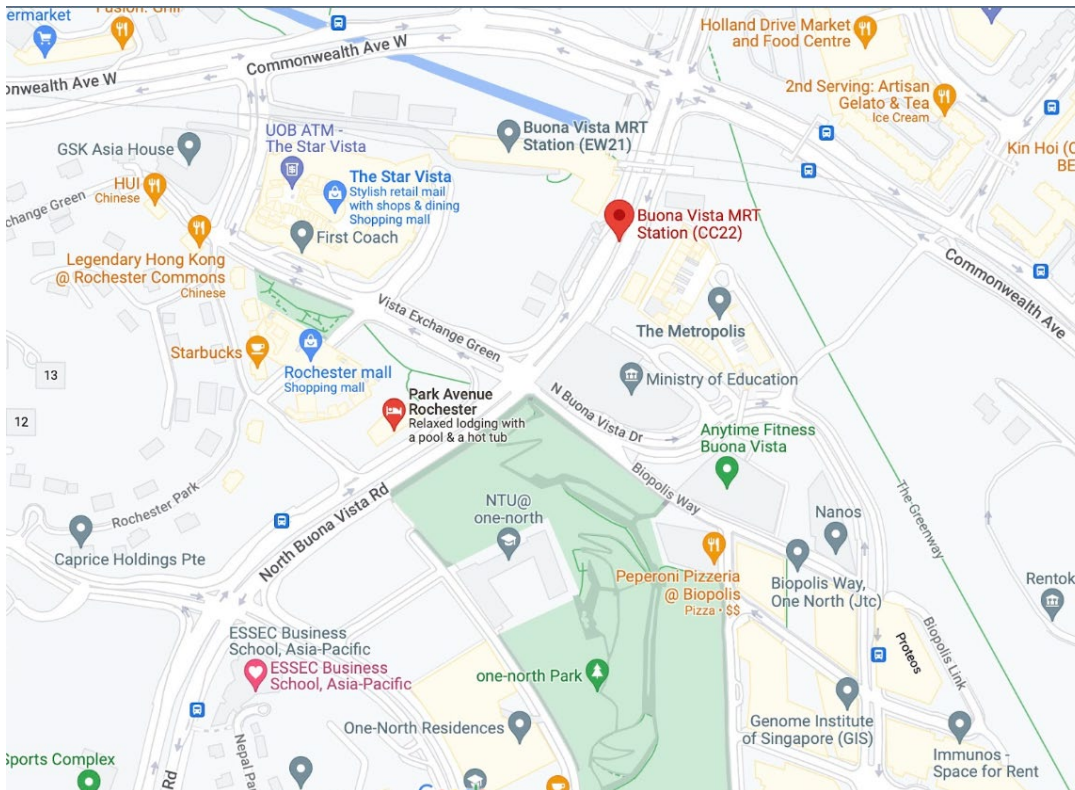 ermarket
Fusion. Grill
Commonwealth Ave W
onwealth Ave W
Holland Drive Market
and Food Centre
2nd Serving: Artisan
Gelato & Tea
Ice Cream
Kin Hoi (C
BE
UOB ATM -
The Star Vista
Buona Vista MRT
Station (EW21)
GSK Asia House
The Star Vista
Stylish retail mall
with shops & dining
Shopping mall
HUI
Chinese
xchange Green
First Coach
Buona Vista MRT
Station (CC22)
Legendary Hong Kong
@ Rochester Commons
Chinese
Commonwealth Ave
Vista Exchange Green
The Metropolis
Starbucks
Rochester mall
Shopping mall
13
12
Ministry of Education
Park Avenue
Rochester
Relaxed lodging with
a pool & a hot tub
N Buona Vista Dr
Anytime Fitness
Buona Vista
Biopolis Way
The Greenway
Rochester Park
North Buona Vista Rd
NTU@
one-north
Nanos
Caprice Holdings Pte
Peperoni Pizzeria
@ Biopolis
Pizza • $$
Biopolis Way,
One North (Jtc)
Rentok
ESSEC Business
School, Asia-Pacific
ESSEC Business
School, Asia-Pacific
Proteos
Biopolis Link
one-north Park
One-North Residences
Genome Institute
of Singapore (GIS)
Immunos -
Space for Rent
Nepal Pa
Sports Complex
Rd
G